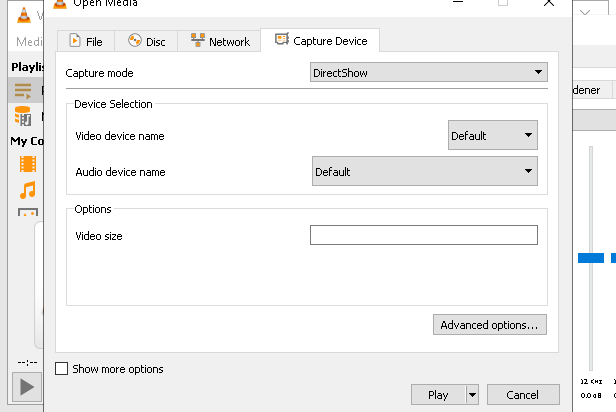 Open Media
Medi
File
Disc
Network
Capture Device
Playlis
Capture mode
DirectShow
dener
Device Selection
Video device name
Default
My Co
Audio device name
Default
Options
Video size
Advanced options...
--:--
Show more options
12 KHz
0.0 dB
Play
Cancel